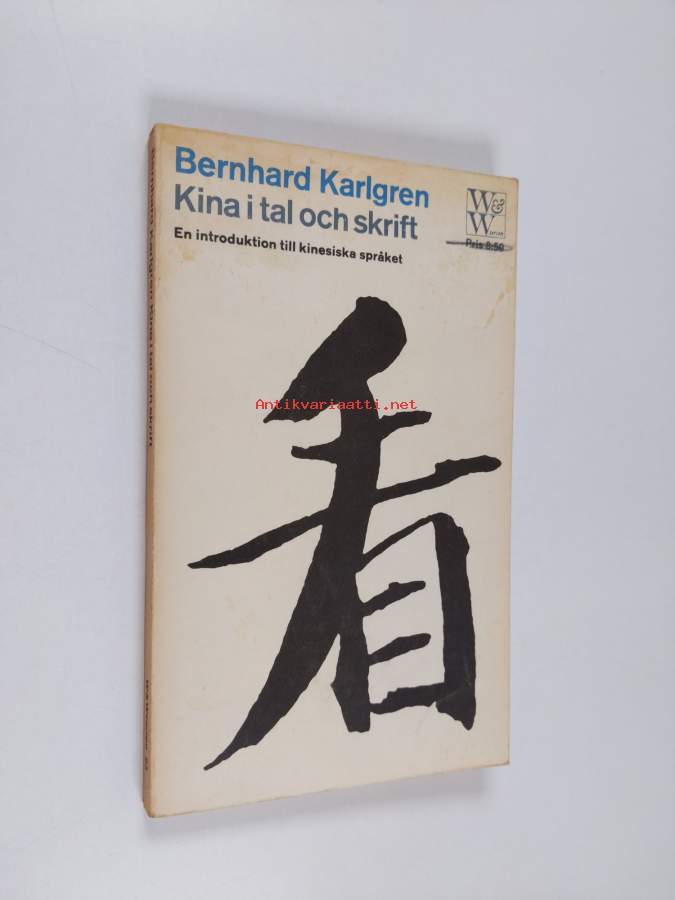 Bernhard Karlgren
Kina i tal och skrift
En introduktion till kinesiska språket
W&
W serien
Pris 8:50
看
Antikvariaatti.net
Bernhard Karlgren Kina i tal och skrift